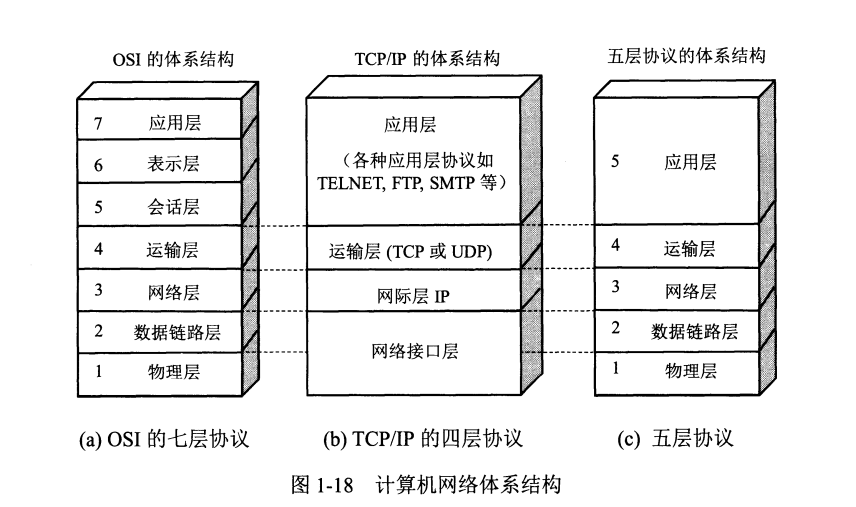 OSI 的体系结构
7 应用层
6 表示层
5 会话层
4 运输层
3 网络层
2 数据链路层
1 物理层
(a) OSI 的七层协议
TCP/IP 的体系结构
应用层
（各种应用层协议如
TELNET, FTP, SMTP 等）
运输层 (TCP 或 UDP)
网际层 IP
网络接口层
(b) TCP/IP 的四层协议
五层协议的体系结构
5 应用层
4 运输层
3 网络层
2 数据链路层
1 物理层
(c) 五层协议
图 1-18 计算机网络体系结构